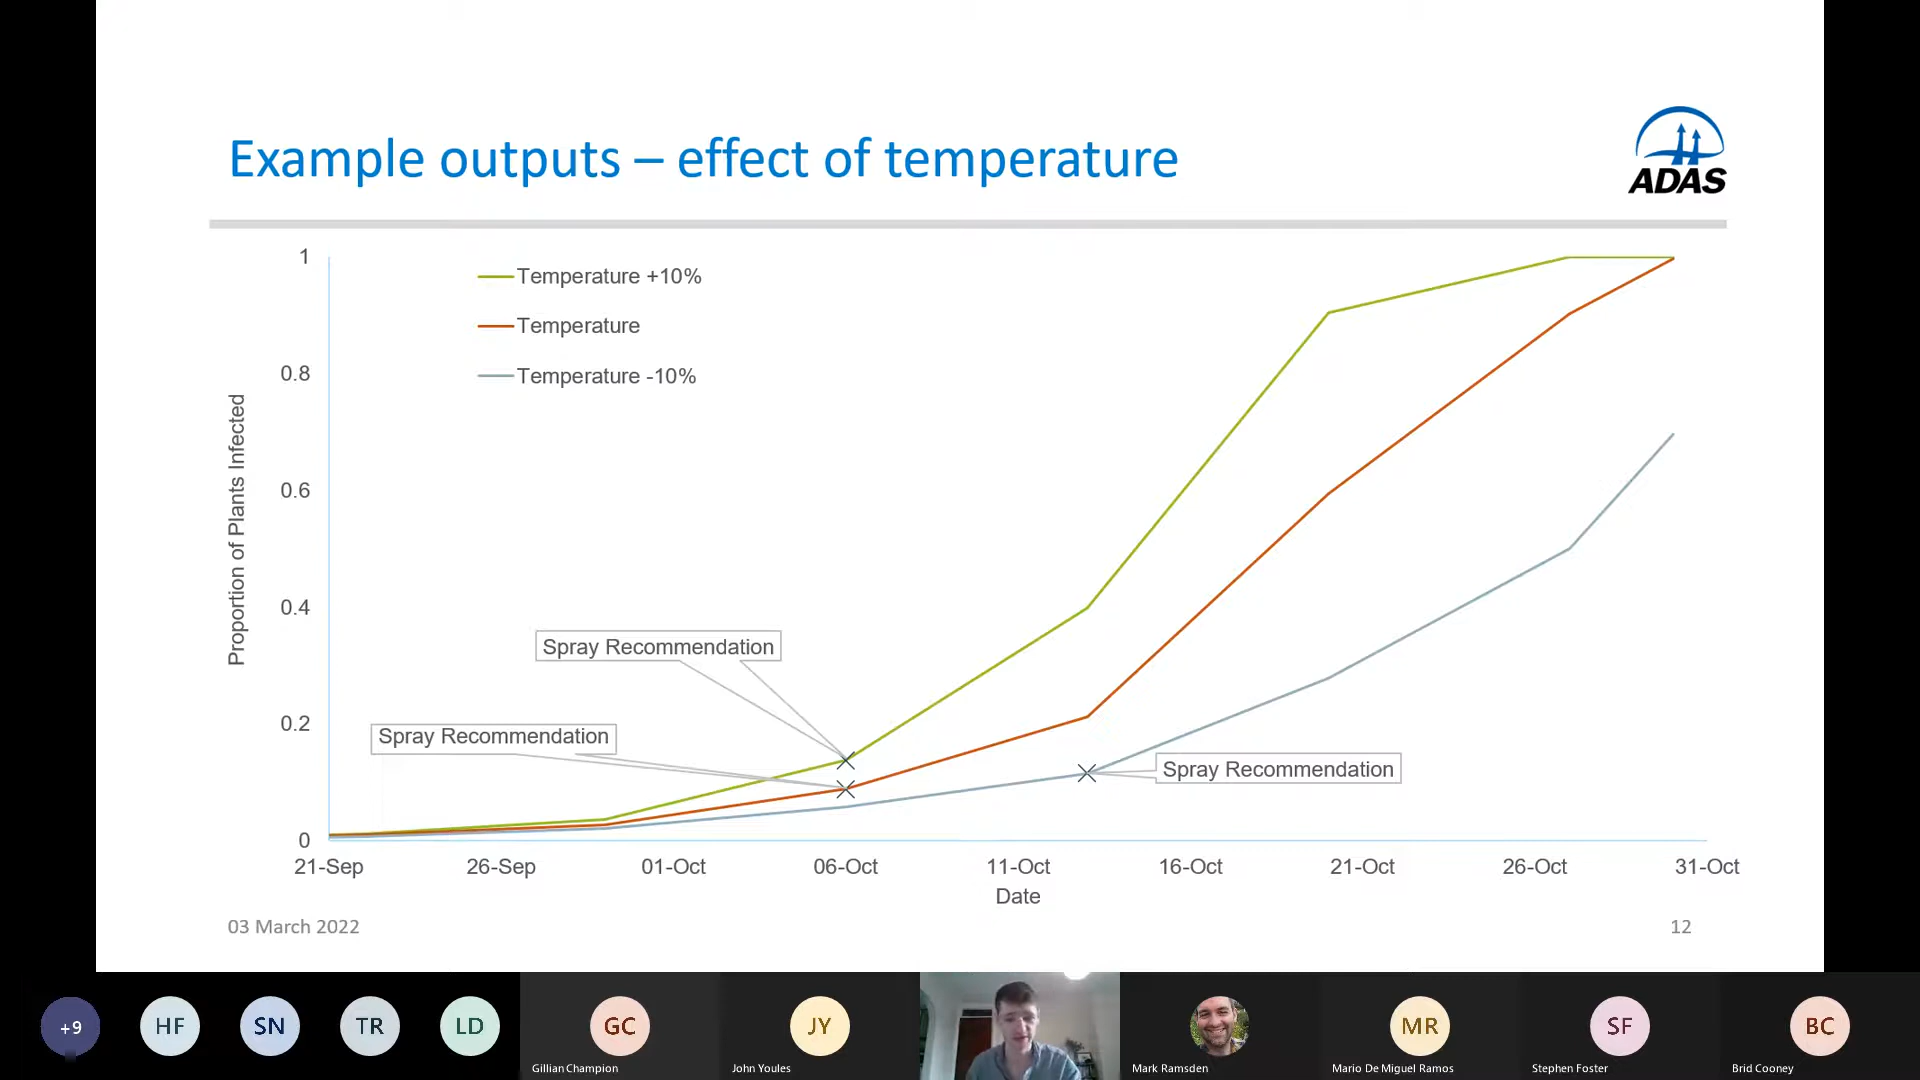 Example outputs – effect of temperature
ADAS
1
0.8
0.6
0.4
0.2
0
Proportion of Plants Infected
Temperature +10%
Temperature
Temperature -10%
Spray Recommendation
Spray Recommendation
Spray Recommendation
21-Sep 26-Sep 01-Oct 06-Oct 11-Oct 16-Oct 21-Oct 26-Oct 31-Oct
Date
03 March 2022
12
+9 HF SN TR LD GC JY MR SF BC
Gillian Champion John Youles Mark Ramsden Mario De Miguel Ramos Stephen Foster Brid Cooney